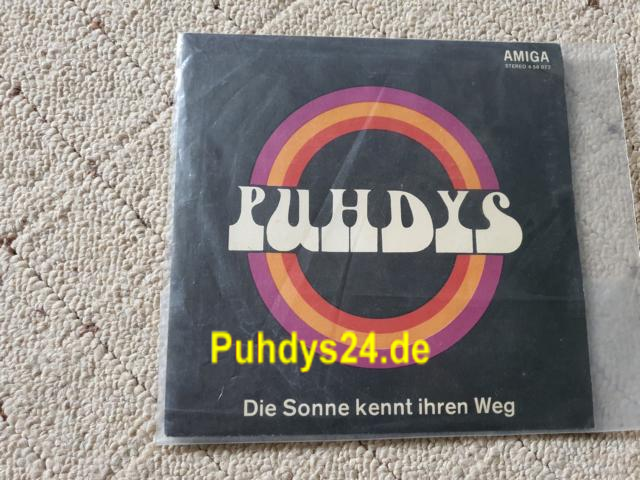 AMIGA
STEREO 4 56 073
PUHDYS
Puhdys24.de
Die Sonne kennt ihren Weg